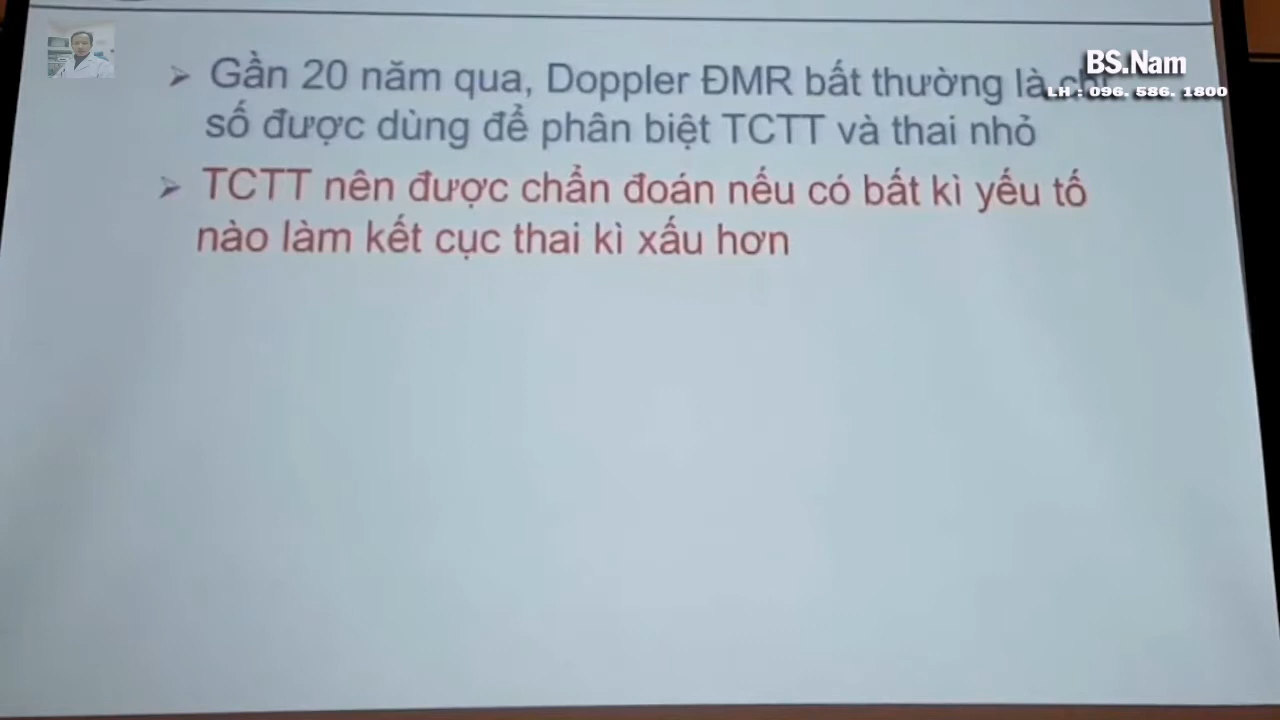 BS.Nam
LH : 096. 586. 1800
Gần 20 năm qua, Doppler ĐMR bất thường là
số được dùng để phân biệt TCTT và thai nhỏ
TCTT nên được chẩn đoán nếu có bất kì yếu tố
nào làm kết cục thai kì xấu hơn